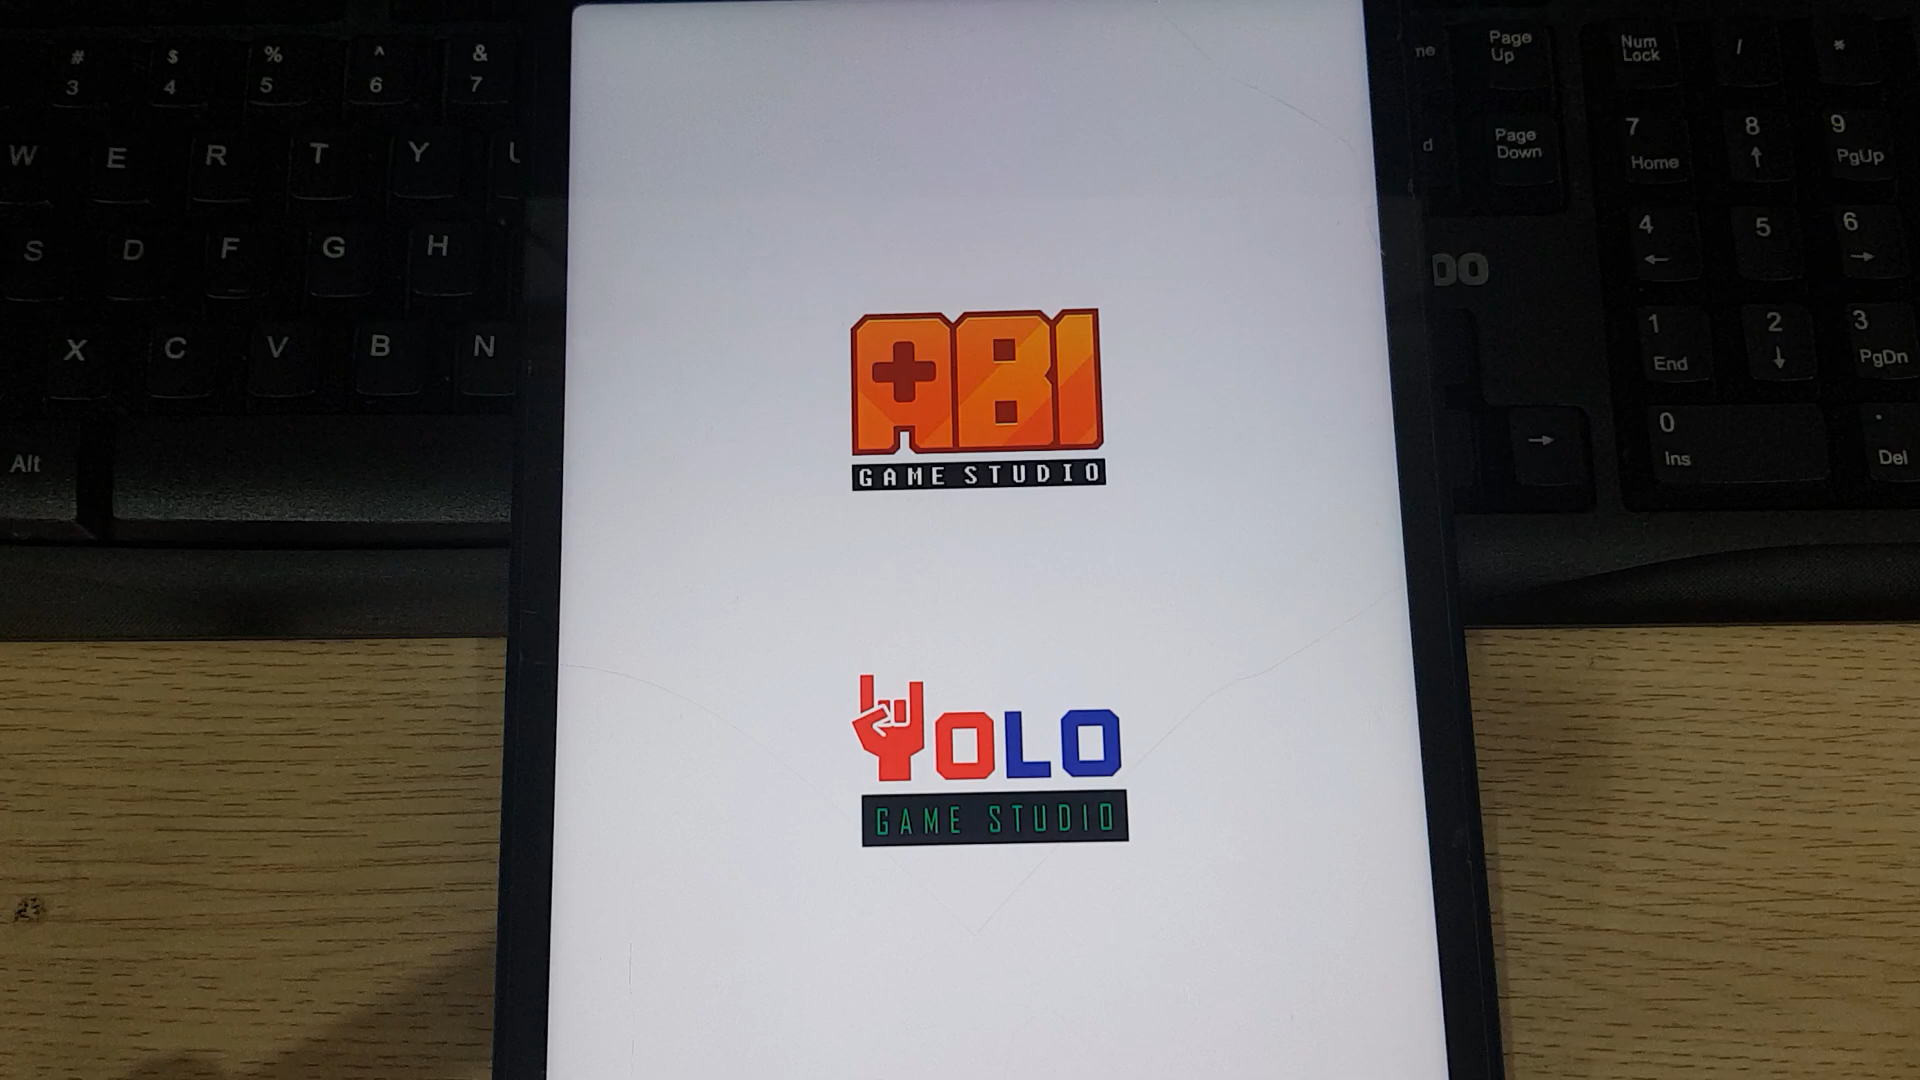 # $ % ^ &
3 4 5 6 7
W E R T Y U
S D F G H
X C V B N
Alt
ABI
GAME STUDIO
YOLO
GAME STUDIO
Page Up
Page Down
Num Lock / *
7 8 9
Home ↑ PgUp
DO
4 5 6
← →
1 2 3
End ↓ PgDn
→
0 .
Ins Del